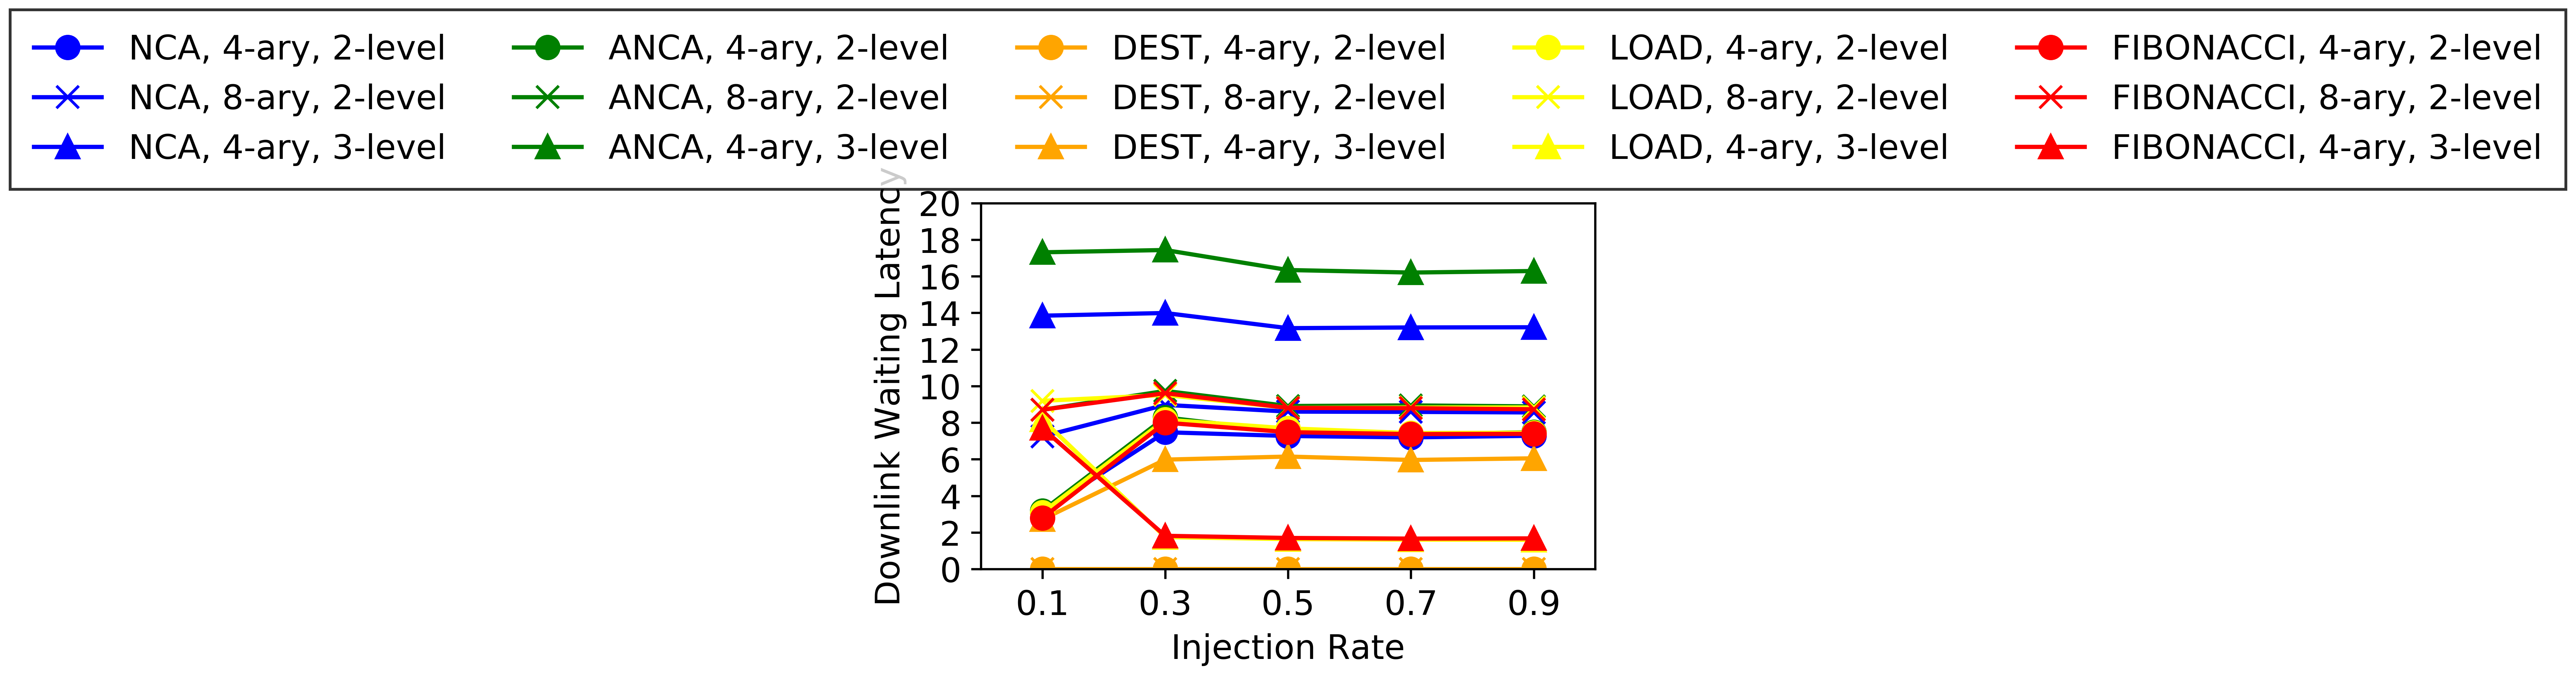 NCA, 4-ary, 2-level
NCA, 8-ary, 2-level
NCA, 4-ary, 3-level
ANCA, 4-ary, 2-level
ANCA, 8-ary, 2-level
ANCA, 4-ary, 3-level
DEST, 4-ary, 2-level
DEST, 8-ary, 2-level
DEST, 4-ary, 3-level
LOAD, 4-ary, 2-level
LOAD, 8-ary, 2-level
LOAD, 4-ary, 3-level
FIBONACCI, 4-ary, 2-level
FIBONACCI, 8-ary, 2-level
FIBONACCI, 4-ary, 3-level
Downlink Waiting Latency
20
18
16
14
12
10
8
6
4
2
0
0.1 0.3 0.5 0.7 0.9
Injection Rate